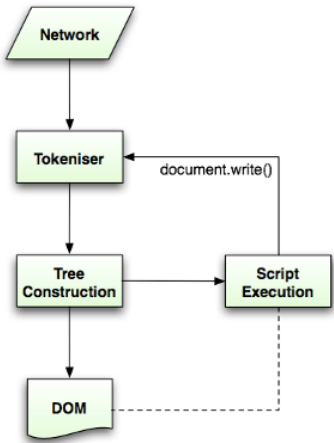 Network
Tokeniser
document.write()
Tree
Construction
Script
Execution
DOM